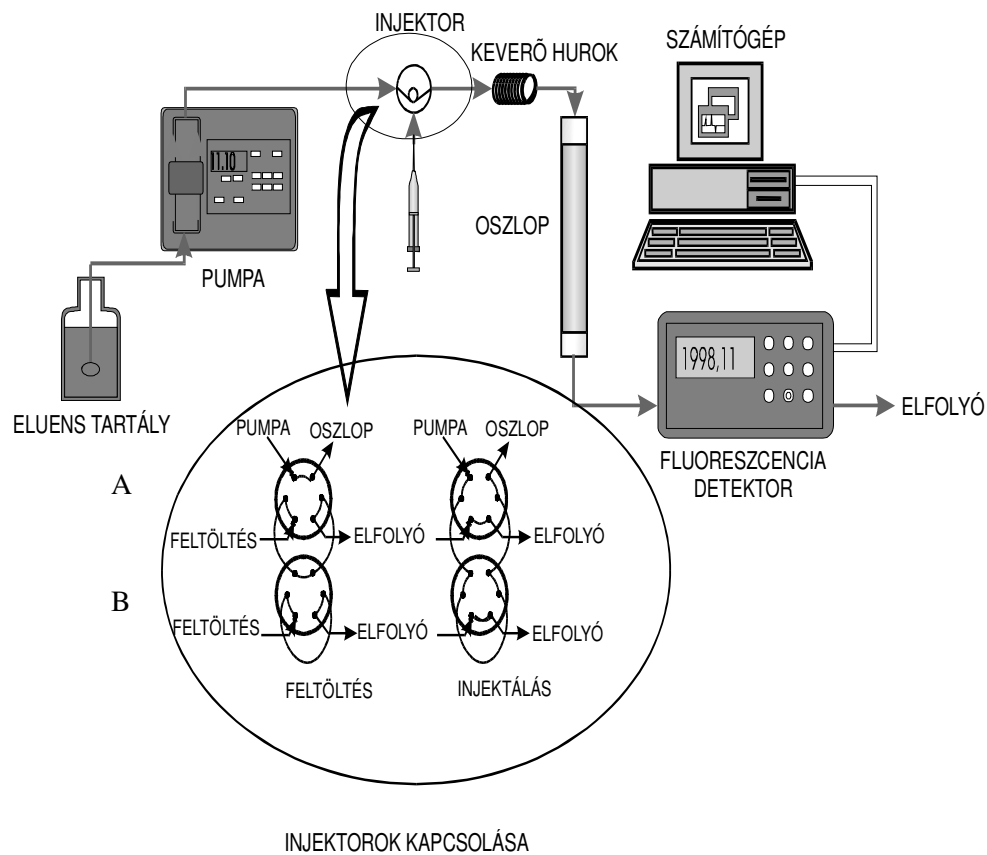 INJEKTOR
KEVERÕ HUROK
SZÁMÍTÓGÉP
11.10
PUMPA
OSZLOP
ELUENS TARTÁLY
1998,11
ELFOLYÓ
FLUORESZCENCIA
DETEKTOR
PUMPA OSZLOP PUMPA OSZLOP
A
FELTÖLTÉS ELFOLYÓ ELFOLYÓ
B
FELTÖLTÉS ELFOLYÓ ELFOLYÓ
FELTÖLTÉS INJEKTÁLÁS
INJEKTOROK KAPCSOLÁSA